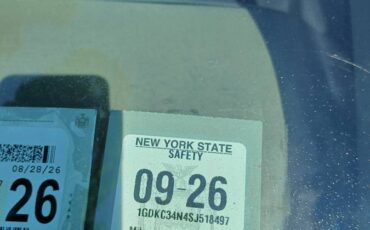 08/28/26
26
NEW YORK STATE
SAFETY
09-26
1GDKC34N4SJ518497